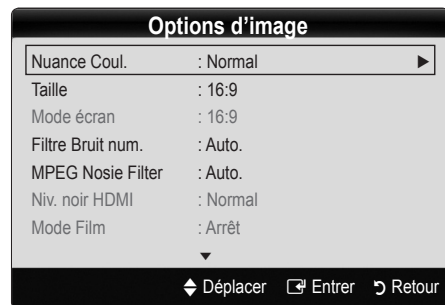 Options d’image
Nuance Coul. : Normal ►
Taille : 16:9
Mode écran : 16:9
Filtre Bruit num. : Auto.
MPEG Nosie Filter : Auto.
Niv. noir HDMI : Normal
Mode Film : Arrêt
▼
Déplacer Entrer Retour